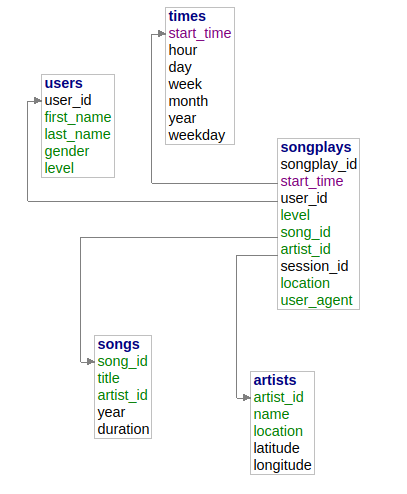 times
start_time
hour
day
week
month
year
weekday
users
user_id
first_name
last_name
gender
level
songplays
songplay_id
start_time
user_id
level
song_id
artist_id
session_id
location
user_agent
songs
song_id
title
artist_id
year
duration
artists
artist_id
name
location
latitude
longitude